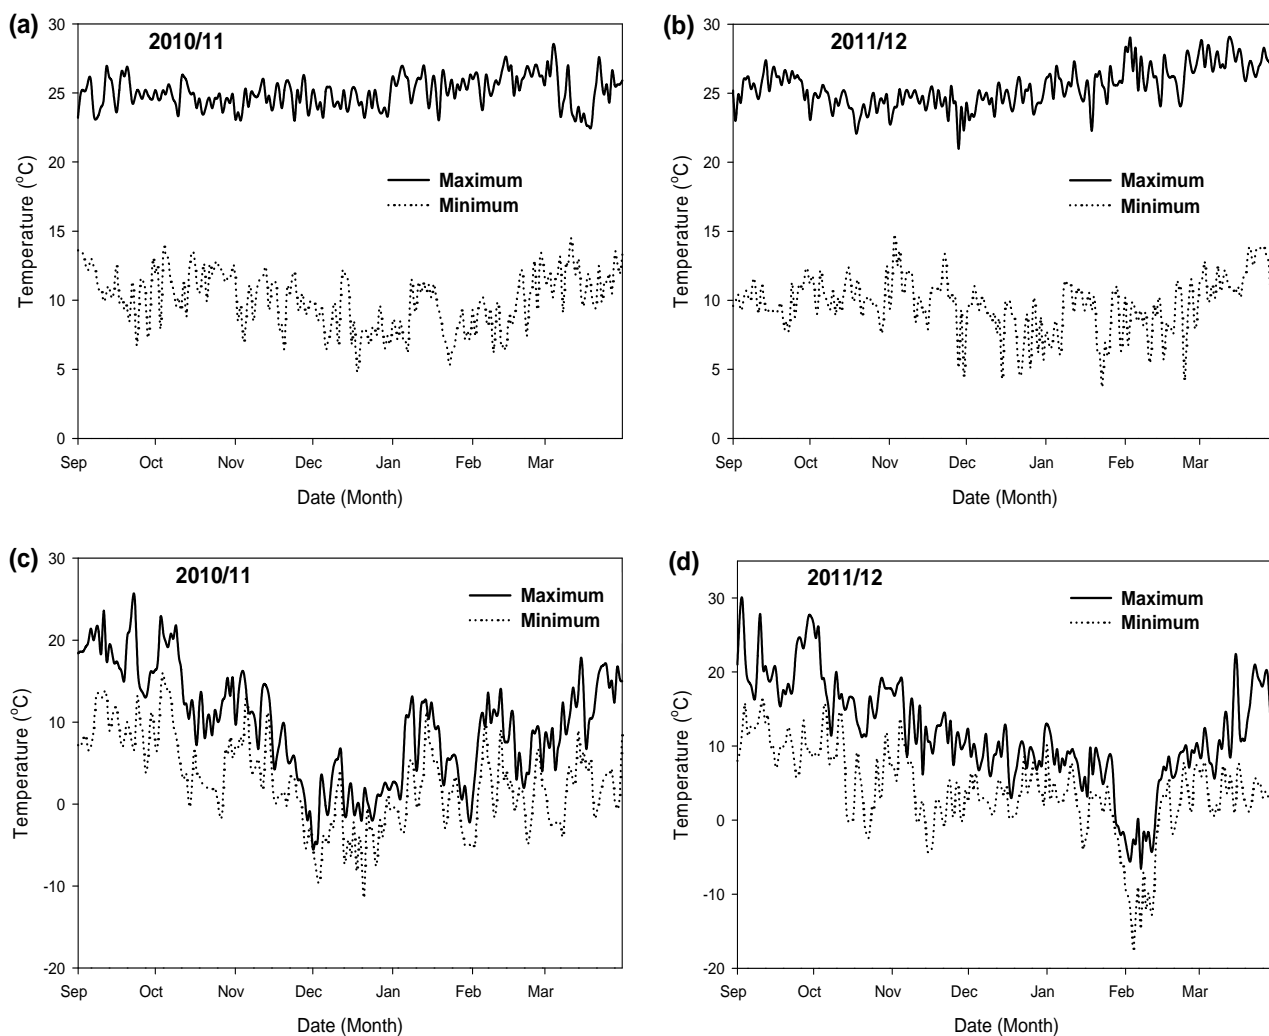 (a)
2010/11
30
25
20
15
10
5
0
Temperature (°C)
Maximum
Minimum
Sep Oct Nov Dec Jan Feb Mar
Date (Month)
(b)
2011/12
30
25
20
15
10
5
0
Temperature (°C)
Maximum
Minimum
Sep Oct Nov Dec Jan Feb Mar
Date (Month)
(c)
2010/11
30
20
10
0
-10
-20
Temperature (°C)
Maximum
Minimum
Sep Oct Nov Dec Jan Feb Mar
Date (Month)
(d)
2011/12
30
20
10
0
-10
-20
Temperature (°C)
Maximum
Minimum
Sep Oct Nov Dec Jan Feb Mar
Date (Month)